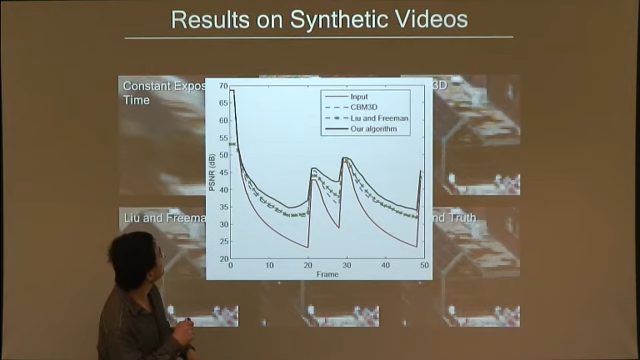 Results on Synthetic Videos
Constant Expos
Time
3D
70
65
60
55
50
45
40
35
30
25
20
PSNR (dB)
Input
CBM3D
Liu and Freeman
Our algorithm
0
10
20
30
40
50
Frame
Liu and Freema
nd Truth